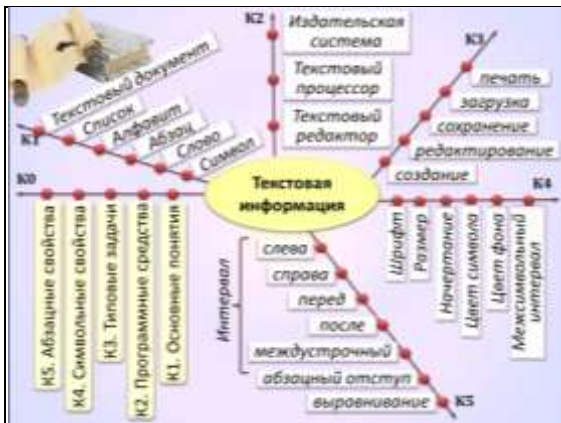 К2
Издательская
система
Текстовый
процессор
Текстовый
редактор
К3
печать
загрузка
сохранение
редактирование
создание
К1
Текстовый документ
Список
Алфавит
Абзац
Слово
Символ
Текстовая
информация
К0
К5. Абзацные свойства
К4. Символьные свойства
К3. Типовые задачи
К2. Программные средства
К1. Основные понятия
К4
Шрифт
Размер
Начертание
Цвет символа
Цвет фона
Межсимвольный
интервал
Интервал
слева
справа
перед
после
междустрочный
абзацный отступ
выравнивание
К5